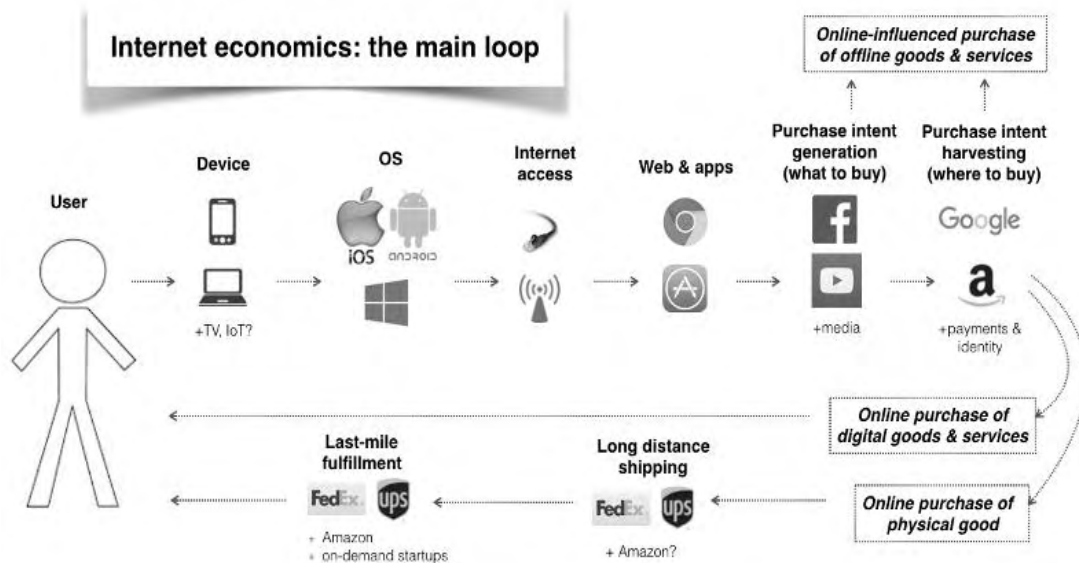 Internet economics: the main loop
Online-influenced purchase
of offline goods & services
User
Device
+TV, IoT?
OS
iOS
ANDROID
Internet
access
Web & apps
Purchase intent
generation
(what to buy)
+media
Purchase intent
harvesting
(where to buy)
Google
a
+payments &
identity
Online purchase of
digital goods & services
Last-mile
fulfillment
FedEx
ups
+ Amazon
+ on-demand startups
Long distance
shipping
FedEx
ups
+ Amazon?
Online purchase of
physical good